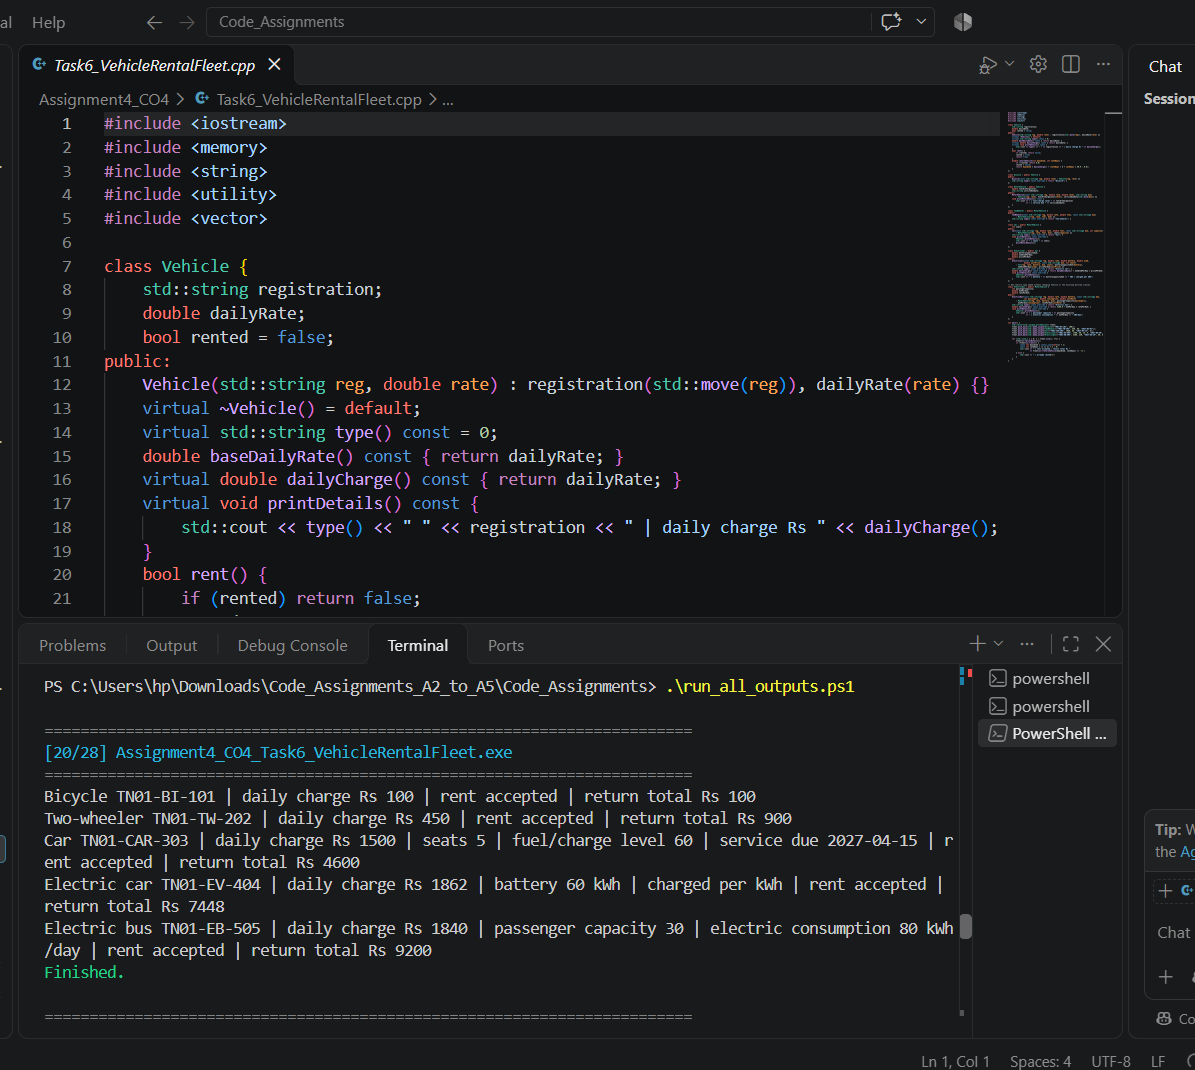 al Help Code_Assignments
Task6_VehicleRentalFleet.cpp
Chat
Assignment4_CO4 > Task6_VehicleRentalFleet.cpp > ...
Session
1 #include <iostream>
2 #include <memory>
3 #include <string>
4 #include <utility>
5 #include <vector>
6
7 class Vehicle {
8 std::string registration;
9 double dailyRate;
10 bool rented = false;
11 public:
12 Vehicle(std::string reg, double rate) : registration(std::move(reg)), dailyRate(rate) {}
13 virtual ~Vehicle() = default;
14 virtual std::string type() const = 0;
15 double baseDailyRate() const { return dailyRate; }
16 virtual double dailyCharge() const { return dailyRate; }
17 virtual void printDetails() const {
18 std::cout << type() << " " << registration << " | daily charge Rs " << dailyCharge();
19 }
20 bool rent() {
21 if (rented) return false;
Problems Output Debug Console Terminal Ports
PS C:\Users\hp\Downloads\Code_Assignments_A2_to_A5\Code_Assignments> .\run_all_outputs.ps1
========================================================================
[20/28] Assignment4_CO4_Task6_VehicleRentalFleet.exe
========================================================================
Bicycle TN01-BI-101 | daily charge Rs 100 | rent accepted | return total Rs 100
Two-wheeler TN01-TW-202 | daily charge Rs 450 | rent accepted | return total Rs 900
Car TN01-CAR-303 | daily charge Rs 1500 | seats 5 | fuel/charge level 60 | service due 2027-04-15 | r
ent accepted | return total Rs 4600
Electric car TN01-EV-404 | daily charge Rs 1862 | battery 60 kWh | charged per kWh | rent accepted |
return total Rs 7448
Electric bus TN01-EB-505 | daily charge Rs 1840 | passenger capacity 30 | electric consumption 80 kWh
/day | rent accepted | return total Rs 9200
Finished.
========================================================================
powershell
powershell
PowerShell ...
Tip: W
the Ag
Chat
Co
Ln 1, Col 1 Spaces: 4 UTF-8 LF